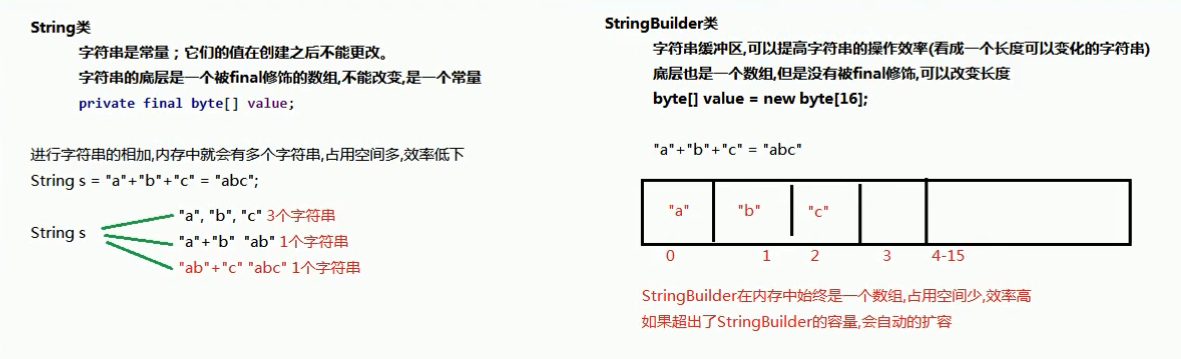 String类
字符串是常量；它们的值在创建之后不能更改。
字符串的底层是一个被final修饰的数组,不能改变,是一个常量
private final byte[] value;
进行字符串的相加,内存中就会有多个字符串,占用空间多,效率低下
String s = "a"+"b"+"c" = "abc";
String s
"a", "b", "c" 3个字符串
"a"+"b" "ab" 1个字符串
"ab"+"c" "abc" 1个字符串
StringBuilder类
字符串缓冲区,可以提高字符串的操作效率(看成一个长度可以变化的字符串)
底层也是一个数组,但是没有被final修饰,可以改变长度
byte[] value = new byte[16];
"a"+"b"+"c" = "abc"
"a" "b" "c"
0 1 2 3 4-15
StringBuilder在内存中始终是一个数组,占用空间少,效率高
如果超出了StringBuilder的容量,会自动的扩容